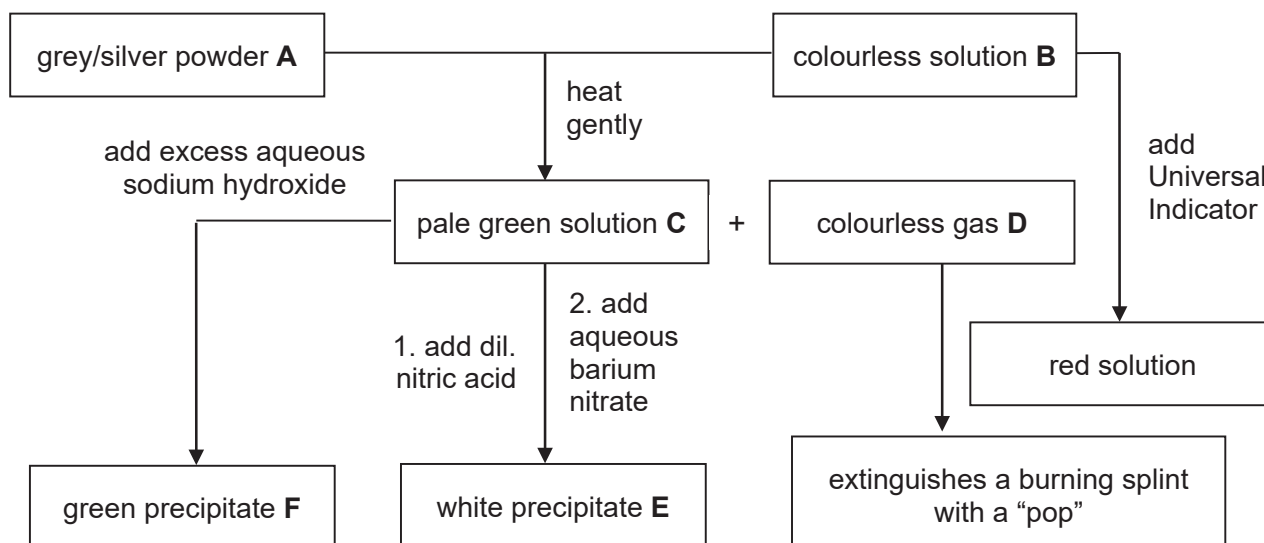 grey/silver powder A
colourless solution B
heat
gently
add excess aqueous
sodium hydroxide
add
Universal
Indicator
pale green solution C
+
colourless gas D
1. add dil.
nitric acid
2. add
aqueous
barium
nitrate
red solution
green precipitate F
white precipitate E
extinguishes a burning splint
with a “pop”